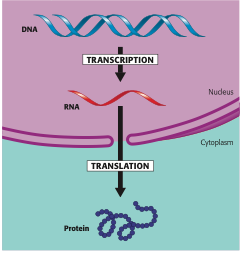 DNA
TRANSCRIPTION
RNA
Nucleus
Cytoplasm
TRANSLATION
Protein